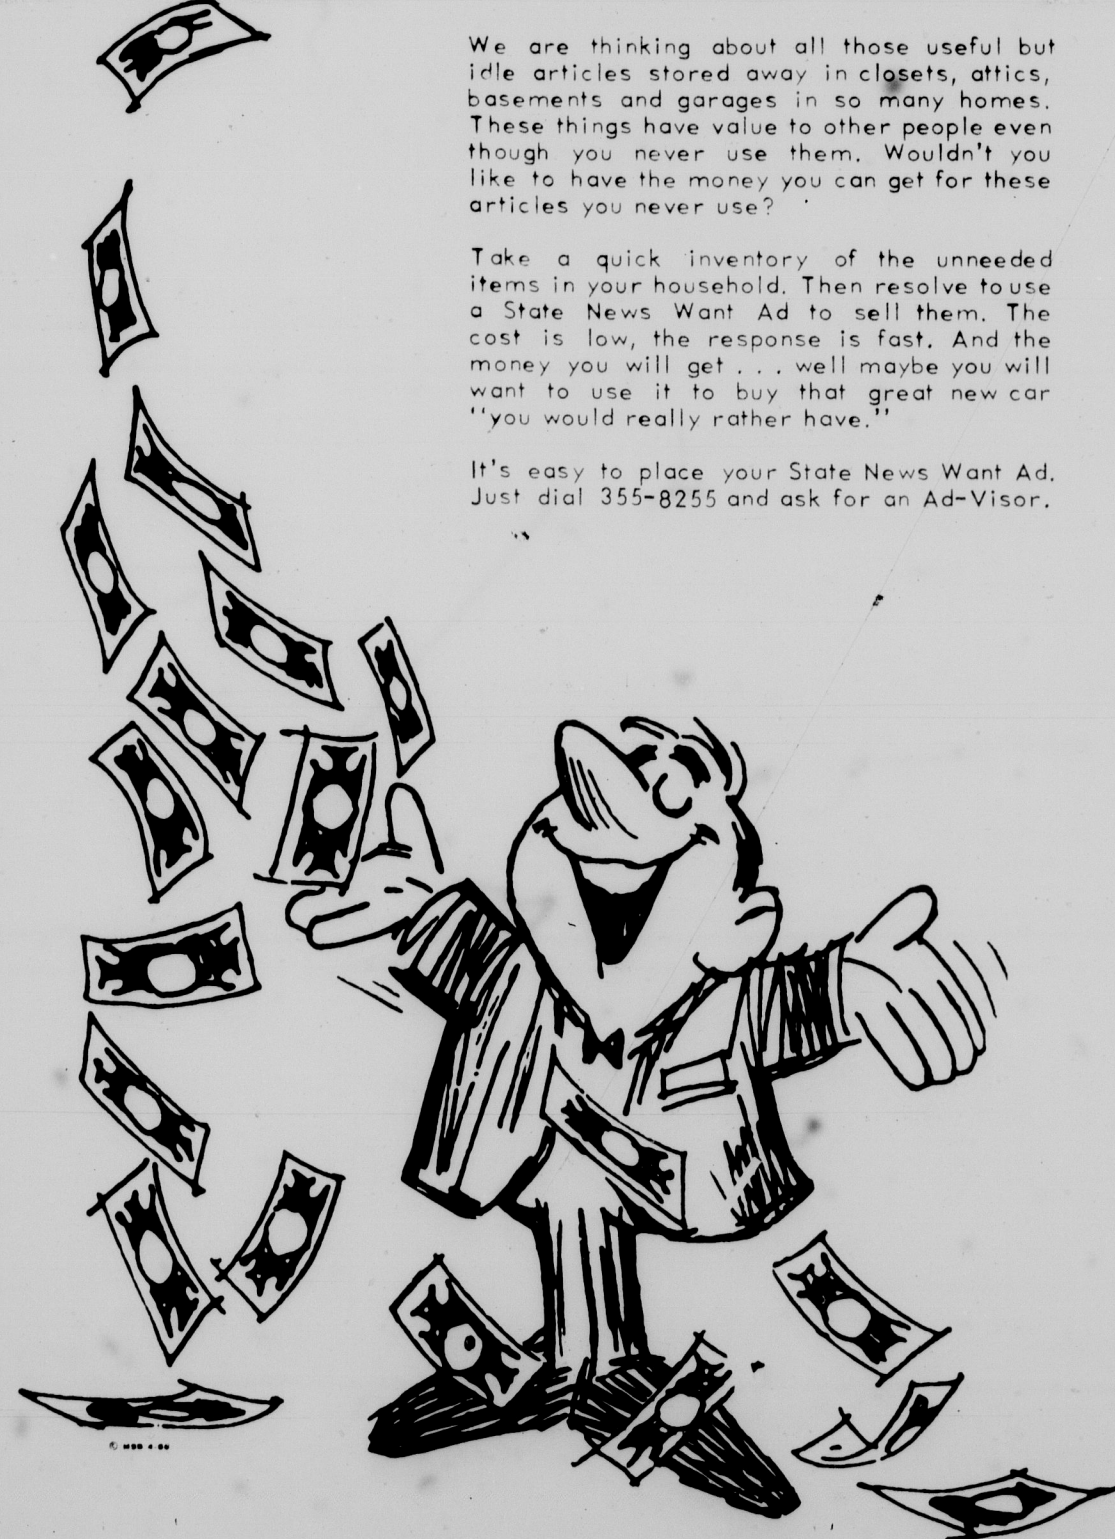 We are thinking about all those useful but
idle articles stored away in closets, attics,
basements and garages in so many homes.
These things have value to other people even
though you never use them. Wouldn't you
like to have the money you can get for these
articles you never use?
Take a quick inventory of the unneeded
items in your household. Then resolve to use
a State News Want Ad to sell them. The
cost is low, the response is fast. And the
money you will get . . . well maybe you will
want to use it to buy that great new car
"you would really rather have."
It's easy to place your State News Want Ad.
Just dial 355-8255 and ask for an Ad-Visor.
©